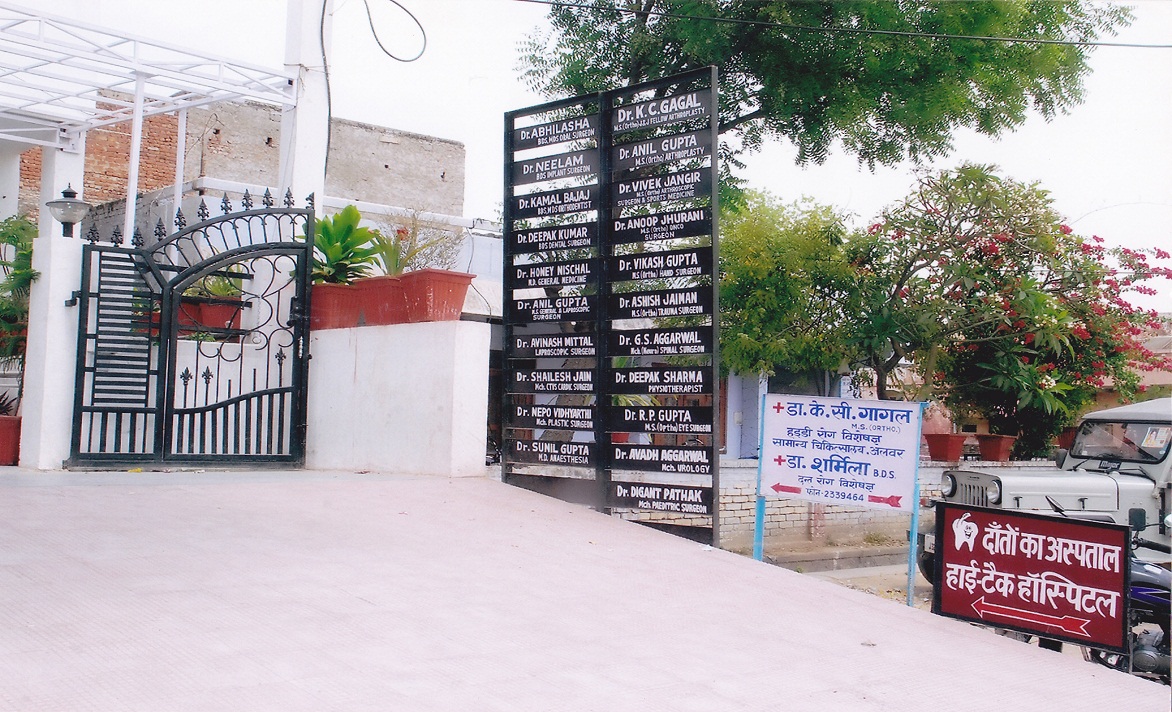 Dr. ABHILASHA
BDS, MDS ORAL SURGEON
Dr. NEELAM
BDS IMPLANT SURGEON
Dr. KAMAL BAJAJ
BDS, MDS ORTHODENTIST
Dr. DEEPAK KUMAR
BDS DENTAL SURGEON
Dr. HONEY NISCHAL
M.D. GENERAL MEDICINE
Dr. ANIL GUPTA
M.S. GENERAL & LAPROSCOPIC
SURGEON
Dr. AVINASH MITTAL
LAPROSCOPIC SURGEON
Dr. SHAILESH JAIN
Mch. CTVS CARDIC SURGEON
Dr. NEPO VIDHYARTHI
Mch. PLASTIC SURGEON
Dr. SUNIL GUPTA
M.D. ANAESTHESIA
Dr. K.C. GAGAL
M.S. (Ortho) J&J FELLOW ARTHROPLASTY
Dr. ANIL GUPTA
M.S. (Ortho) ARTHROPLASTY
Dr. VIVEK JANGIR
M.S. (Ortho) ARTHROSCOPIC
SURGEON & SPORTS MEDICINE
Dr. ANOOP JHURANI
M.S. (Ortho) ONCO
SURGEON
Dr. VIKASH GUPTA
M.S. (Ortho) HAND SURGEON
Dr. ASHISH JAIMAN
M.S. (Ortho) TRAUMA SURGEON
Dr. G.S. AGGARWAL
Mch. (Neuro) SPINAL SURGEON
Dr. DEEPAK SHARMA
PHYSIOTHERAPIST
Dr. R.P. GUPTA
M.S. (Ortho) EYE SURGEON
Dr. AVADH AGGARWAL
Mch. UROLOGY
Dr. DIGANT PATHAK
Mch. PAEDITRIC SURGEON
+डा. के. सी. गागल
M.S. (ORTHO.)
हड्डी रोग विशेषज्ञ
सामान्य चिकित्सालय, अलवर
+डा. शर्मिला B.D.S.
दन्त रोग विशेषज्ञ
फोन-2339464
दाँतों का अस्पताल
हाई-टैक हॉस्पिटल